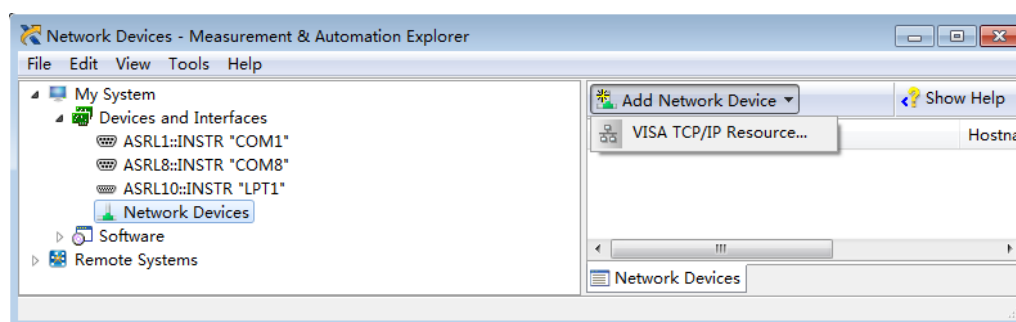 Network Devices - Measurement & Automation Explorer
File Edit View Tools Help
My System
Devices and Interfaces
ASRL1::INSTR "COM1"
ASRL8::INSTR "COM8"
ASRL10::INSTR "LPT1"
Network Devices
Software
Remote Systems
Add Network Device
Show Help
VISA TCP/IP Resource...
Hostna
Network Devices